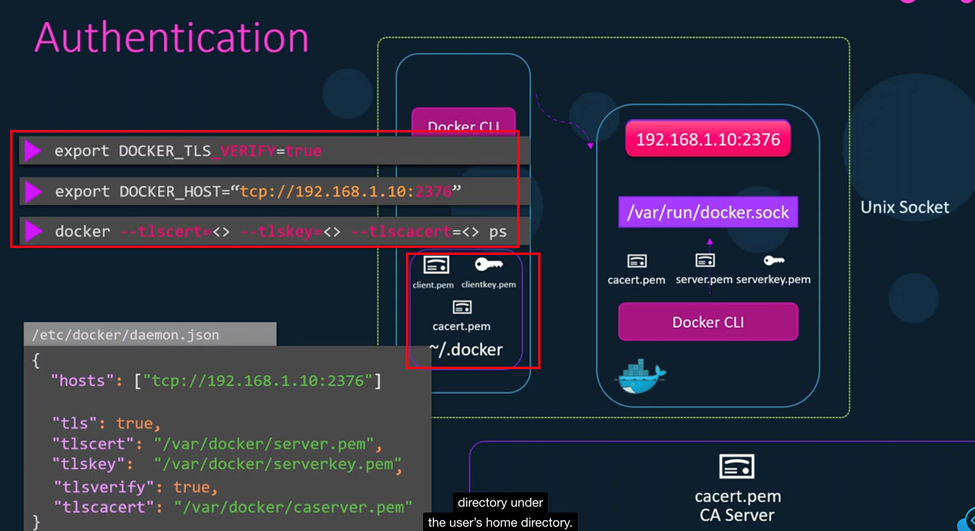 Authentication
Docker CLI
export DOCKER_TLS_VERIFY=true
export DOCKER_HOST=“tcp://192.168.1.10:2376”
docker --tlscert=<> --tlskey=<> --tlscacert=<> ps
client.pem clientkey.pem
cacert.pem
~/.docker
192.168.1.10:2376
/var/run/docker.sock
cacert.pem server.pem serverkey.pem
Docker CLI
Unix Socket
/etc/docker/daemon.json
{
"hosts": ["tcp://192.168.1.10:2376"]
"tls": true,
"tlscert": "/var/docker/server.pem",
"tlskey": "/var/docker/serverkey.pem",
"tlsverify": true,
"tlscacert": "/var/docker/caserver.pem"
}
cacert.pem
CA Server
directory under
the user's home directory.